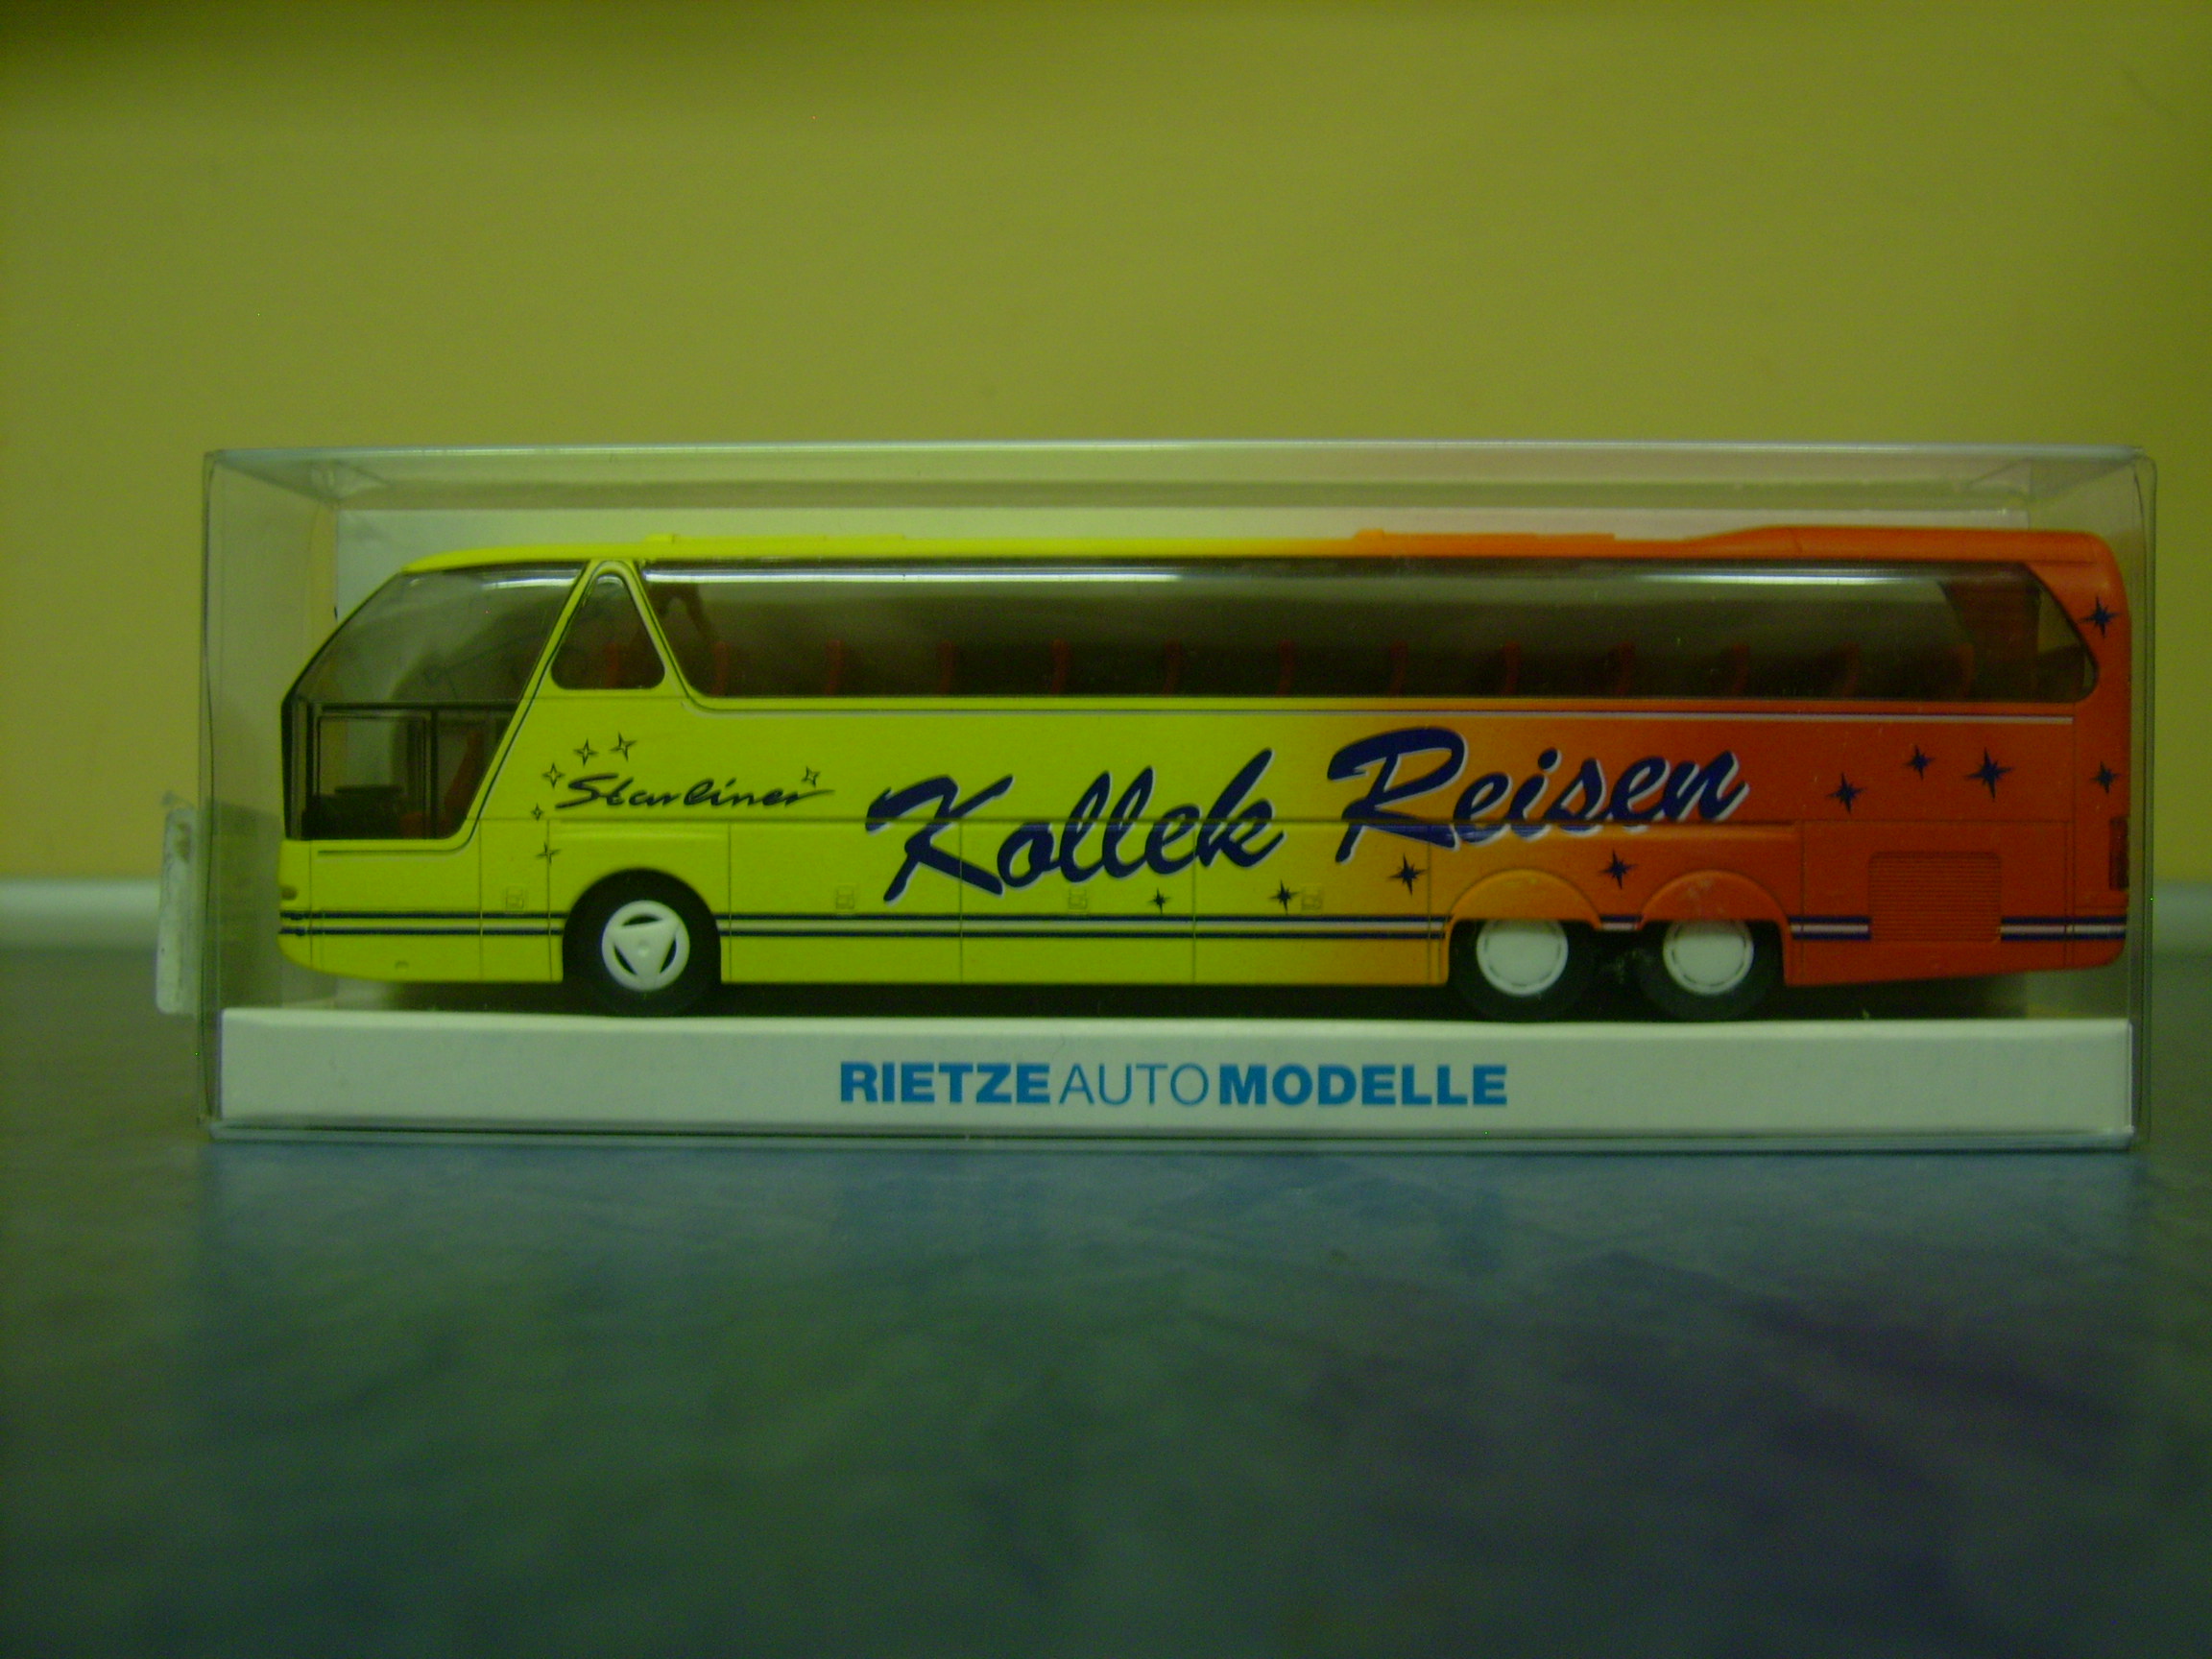 Starliner
Kollek Reisen
RIETZE AUTO MODELLE